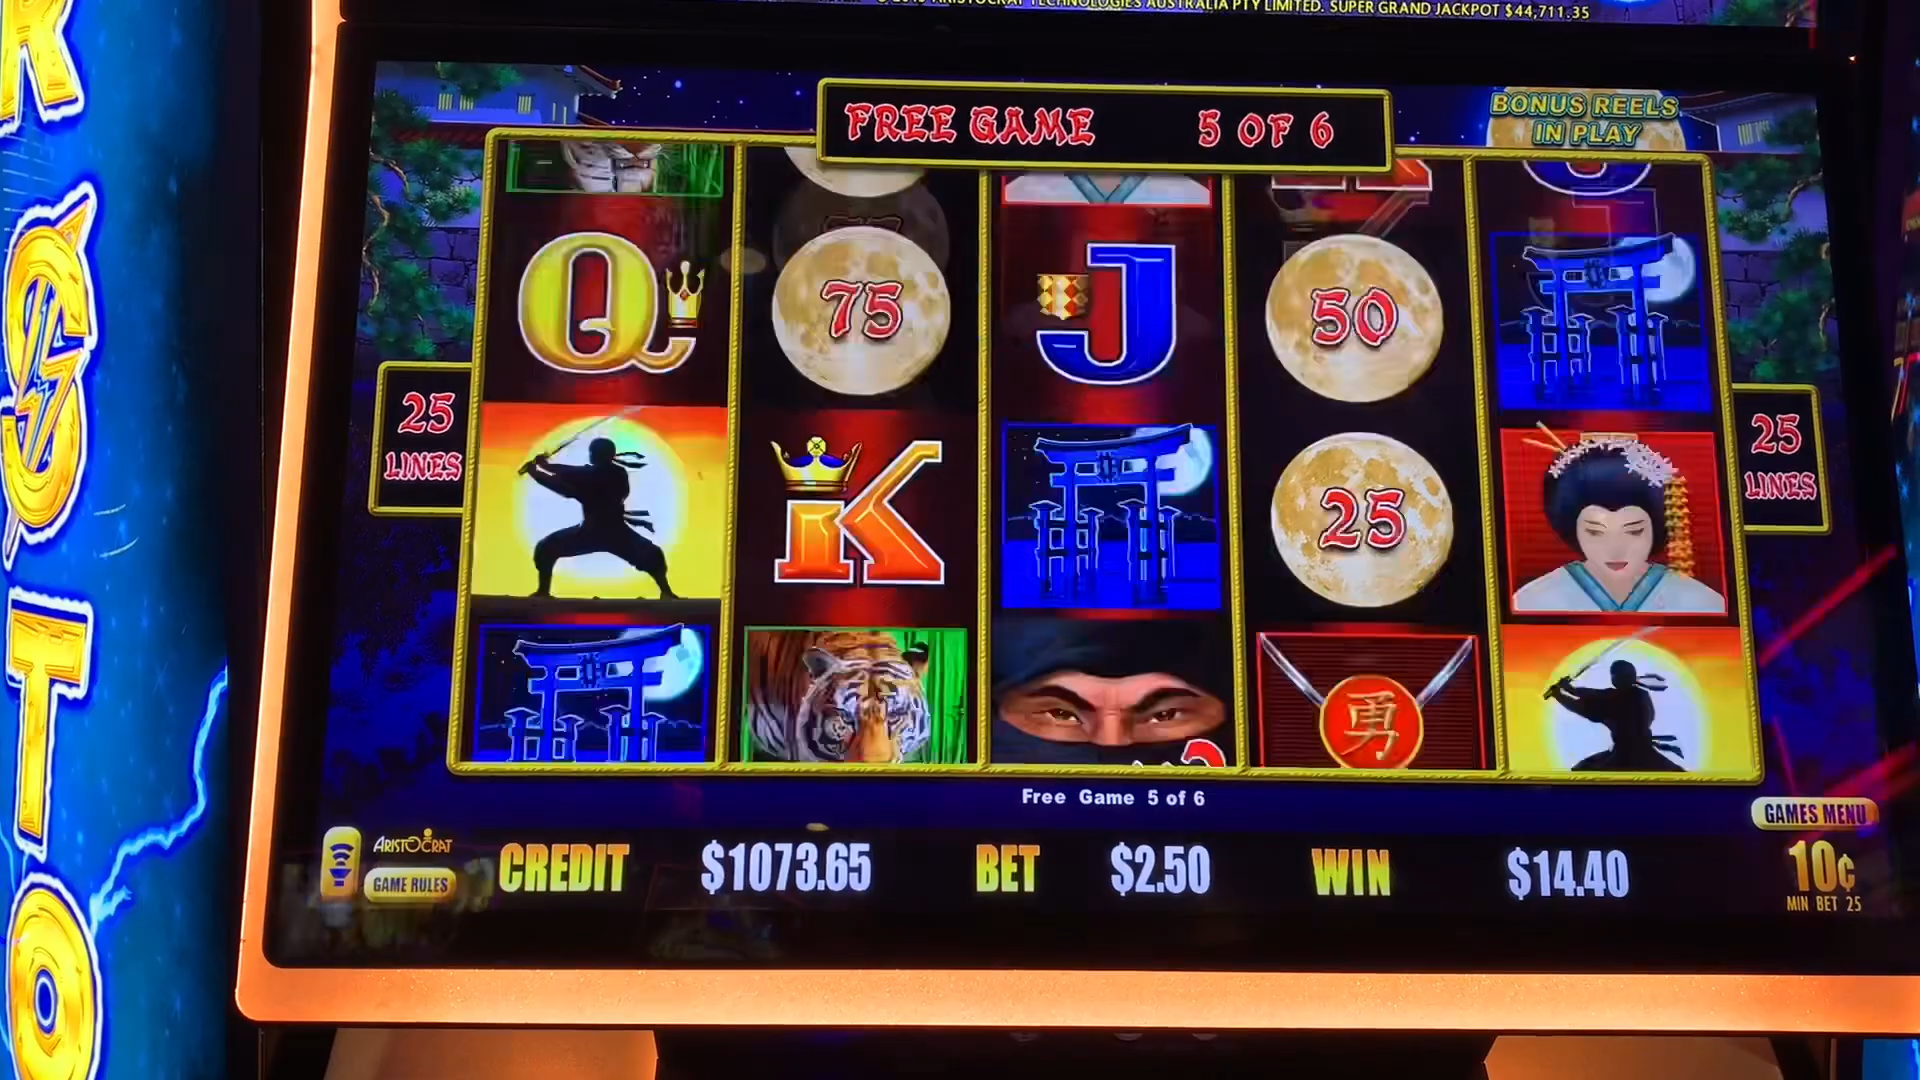 ARISTOCRAT TECHNOLOGIES AUSTRALIA PTY LIMITED. SUPER GRAND JACKPOT $44,711.35
FREE GAME 5 OF 6
BONUS REELS
IN PLAY
Q
75
J
50
25
LINES
25
LINES
K
25
勇
Free Game 5 of 6
GAMES MENU
ARISTOCRAT
GAME RULES
CREDIT $1073.65 BET $2.50 WIN $14.40
10¢
MIN BET 25
R
S
T
O